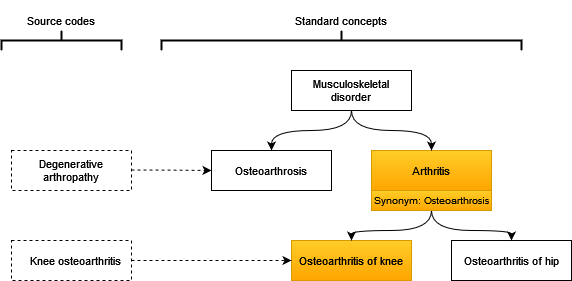 Source codes
Standard concepts
Musculoskeletal
disorder
Degenerative
arthropathy
Osteoarthrosis
Arthritis
Synonym: Osteoarthrosis
Knee osteoarthritis
Osteoarthritis of knee
Osteoarthritis of hip